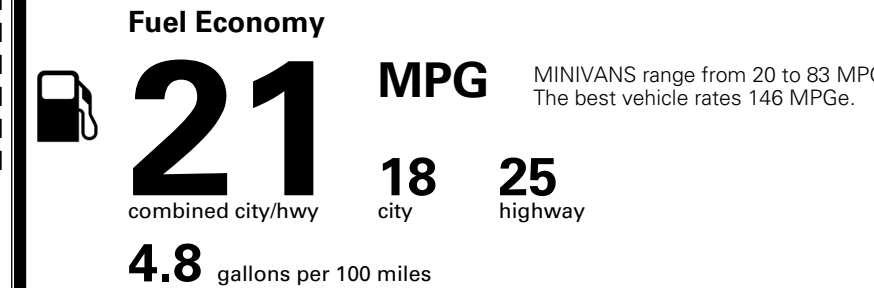 Fuel Economy
21 MPG
MINIVANS range from 20 to 83 MPG
The best vehicle rates 146 MPGe.
18 25
combined city/hwy city highway
4.8 gallons per 100 miles